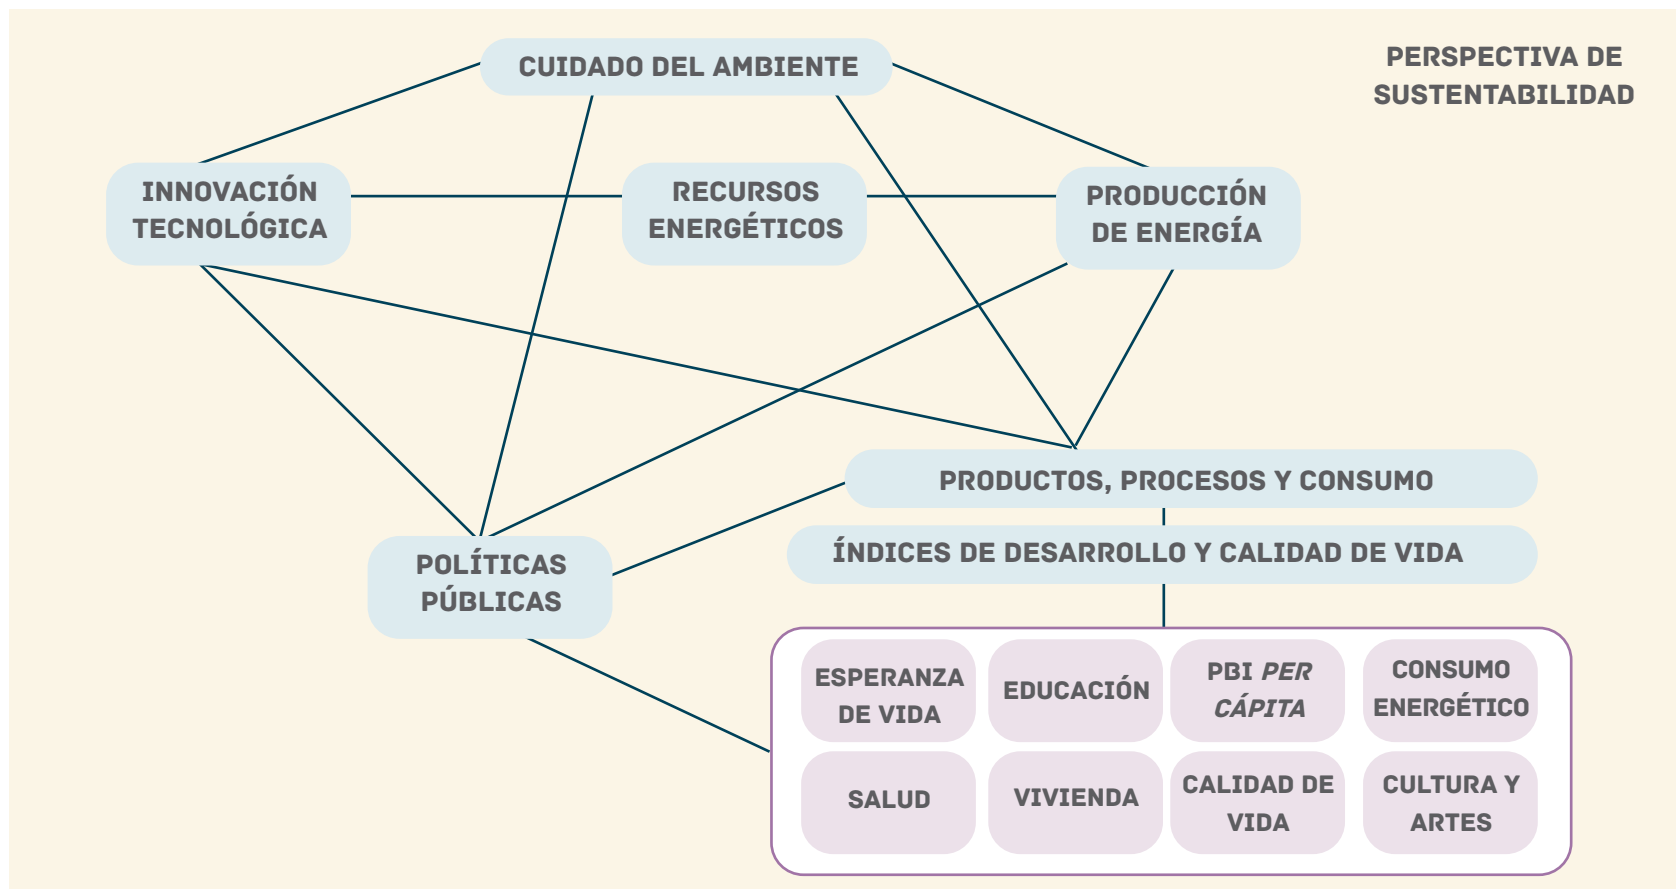 CUIDADO DEL AMBIENTE
PERSPECTIVA DE
SUSTENTABILIDAD
INNOVACIÓN
TECNOLÓGICA
RECURSOS
ENERGÉTICOS
PRODUCCIÓN
DE ENERGÍA
PRODUCTOS, PROCESOS Y CONSUMO
ÍNDICES DE DESARROLLO Y CALIDAD DE VIDA
POLÍTICAS
PÚBLICAS
ESPERANZA
DE VIDA
EDUCACIÓN
PBI PER
CÁPITA
CONSUMO
ENERGÉTICO
SALUD
VIVIENDA
CALIDAD DE
VIDA
CULTURA Y
ARTES